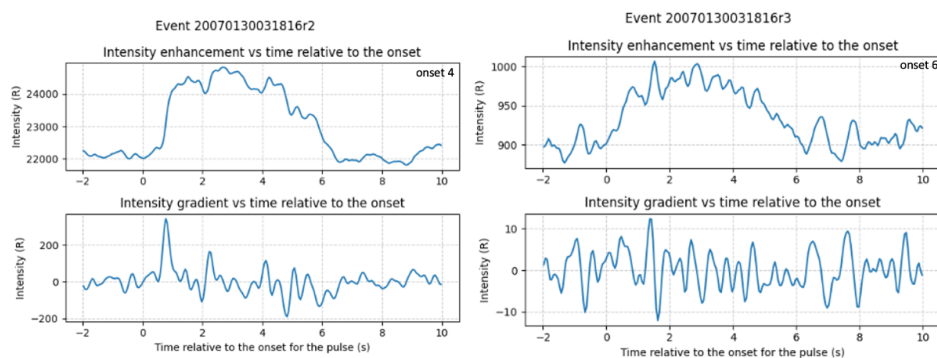 Event 20070130031816r2
Intensity enhancement vs time relative to the onset
onset 4
Intensity (R)
24000
23000
22000
−2 0 2 4 6 8 10
Intensity gradient vs time relative to the onset
Intensity (R)
200
0
−200
−2 0 2 4 6 8 10
Time relative to the onset for the pulse (s)
Event 20070130031816r3
Intensity enhancement vs time relative to the onset
onset 6
Intensity (R)
1000
950
900
−2 0 2 4 6 8 10
Intensity gradient vs time relative to the onset
Intensity (R)
10
0
−10
−2 0 2 4 6 8 10
Time relative to the onset for the pulse (s)